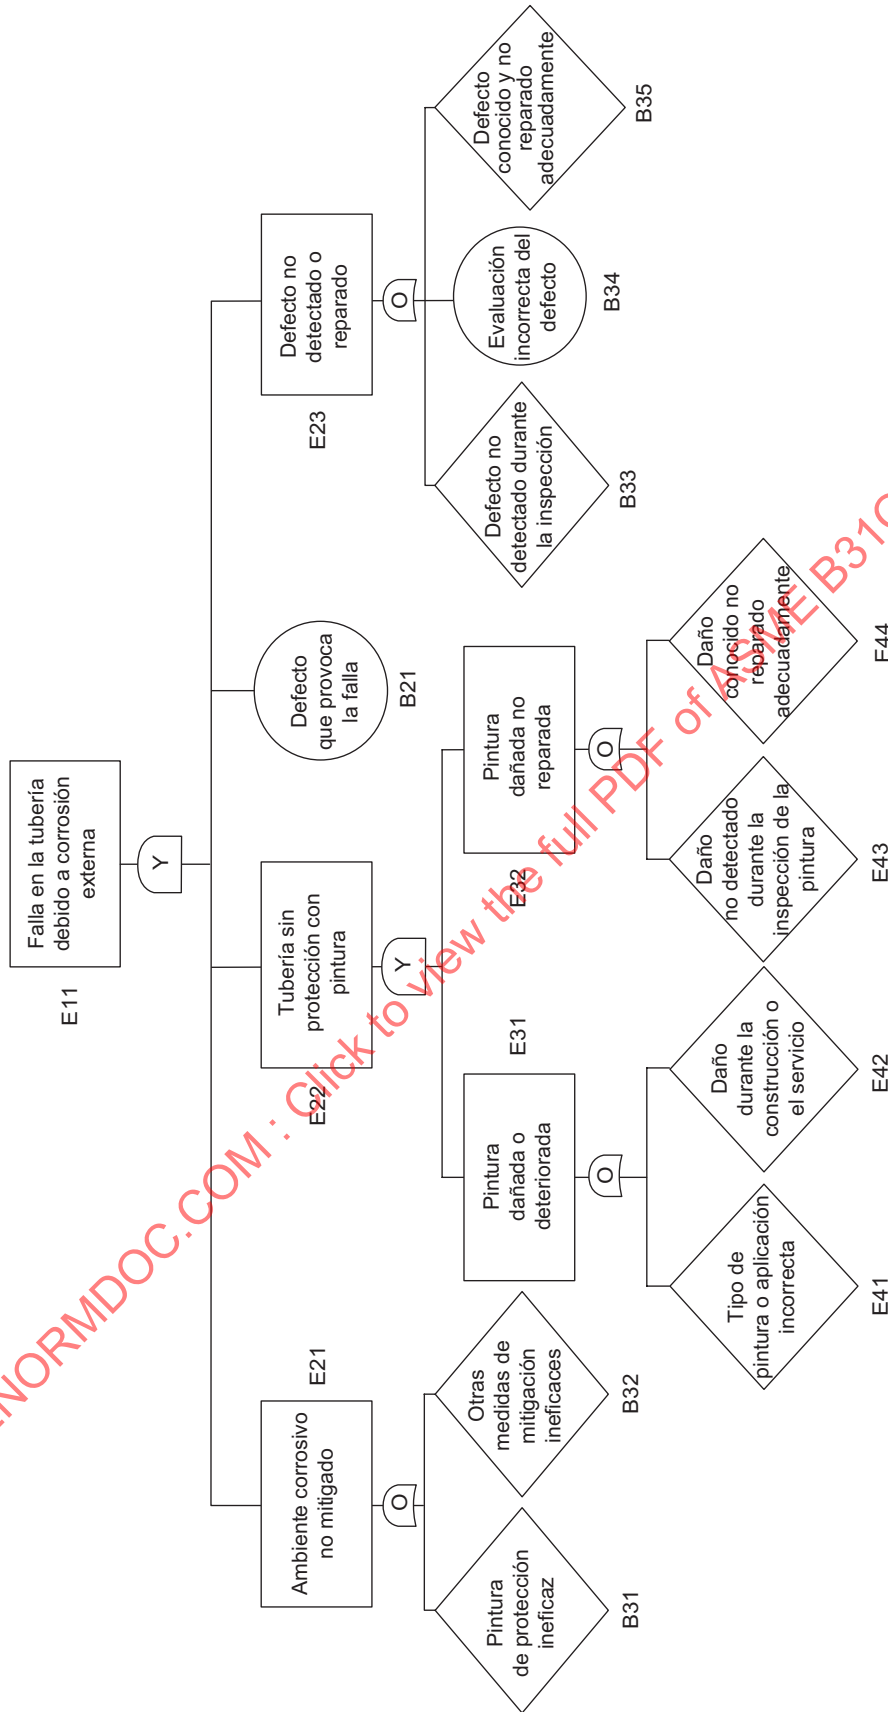 Falla en la tubería
debido a corrosión
externa
E11
Y
Ambiente corrosivo
no mitigado
E21
Tubería sin
protección con
pintura
E22
Defecto
que provoca
la falla
B21
Defecto no
detectado o
reparado
E23
O
Y
O
Pintura
de protección
ineficaz
B31
Otras
medidas de
mitigación
ineficaces
B32
Pintura
dañada o
deteriorada
E31
Pintura
dañada no
reparada
E32
Defecto no
detectado durante
la inspección
B33
Evaluación
incorrecta del
defecto
B34
Defecto
conocido y no
reparado
adecuadamente
B35
O
O
Tipo de
pintura o aplicación
incorrecta
E41
Daño
durante la
construcción o
el servicio
E42
Daño
no detectado
durante la
inspección de la
pintura
E43
Daño
conocido no
reparado
adecuadamente
E44
NORMDOC.COM : Click to view the full PDF of ASME B31